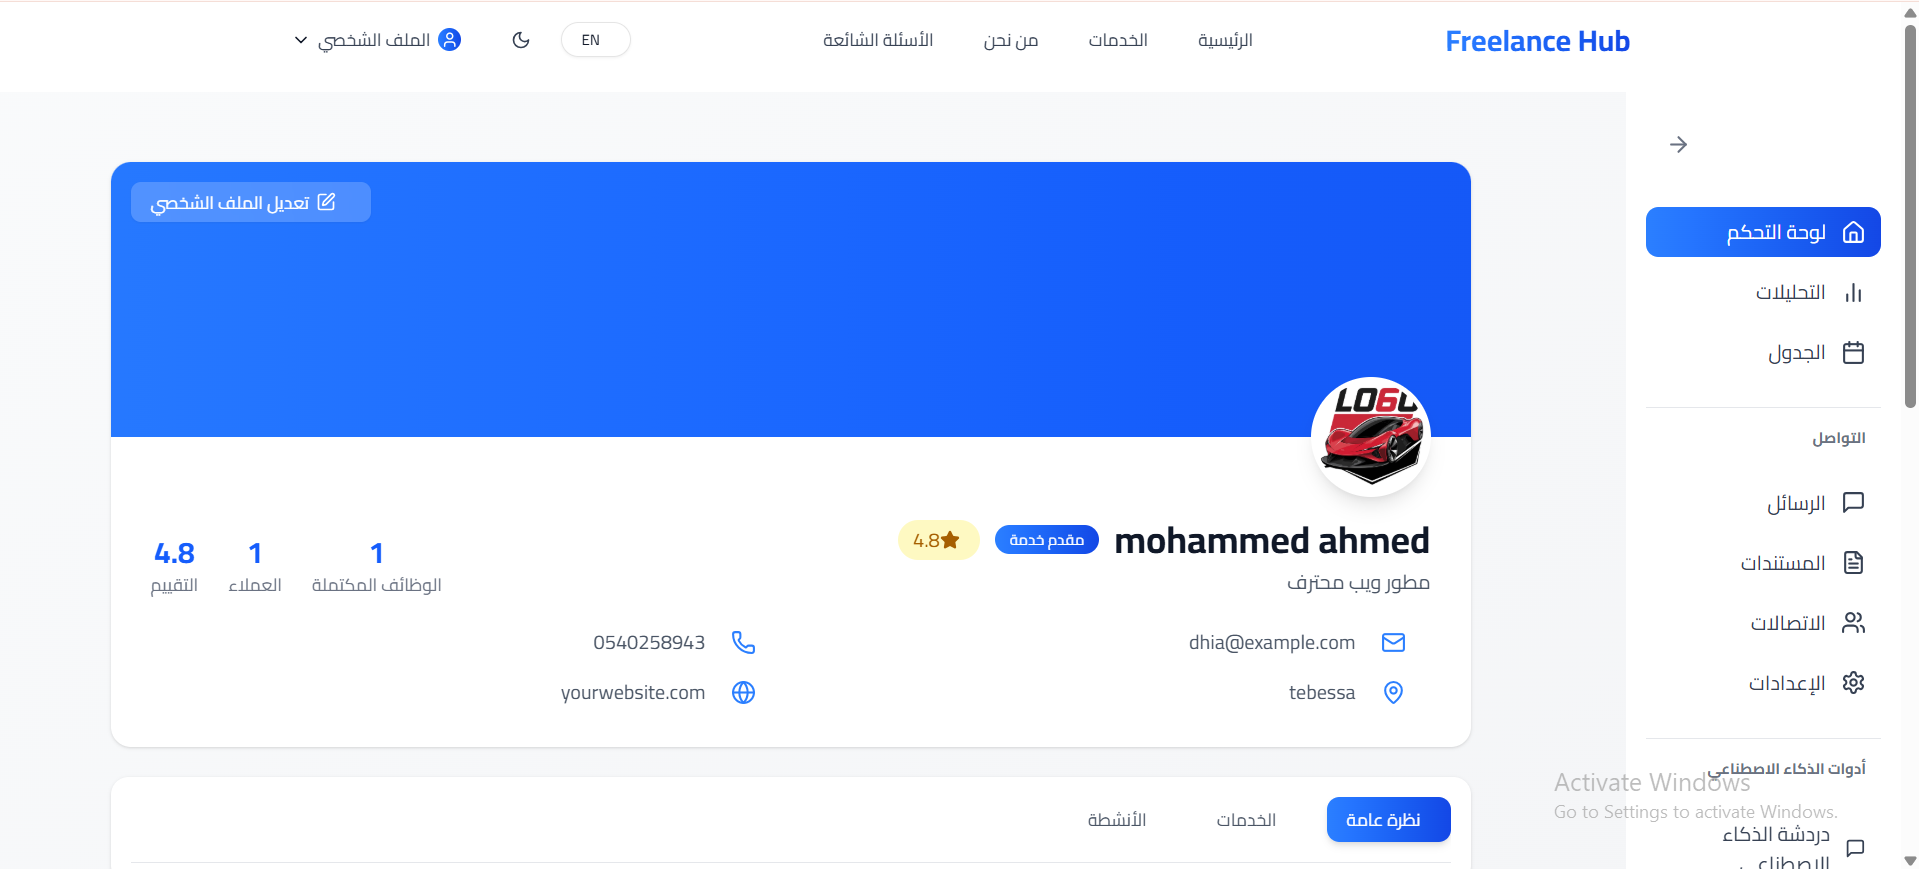 Freelance Hub
الرئيسية
الخدمات
من نحن
الأسئلة الشائعة
EN
الملف الشخصي
لوحة التحكم
التحليلات
الجدول
التواصل
الرسائل
المستندات
الاتصالات
الإعدادات
أدوات الذكاء الاصطناعي
دردشة الذكاء
الاصطناعي
تعديل الملف الشخصي
LOGO
mohammed ahmed
مقدم خدمة
4.8
مطور ويب محترف
1
الوظائف المكتملة
1
العملاء
4.8
التقييم
dhia@example.com
0540258943
tebessa
yourwebsite.com
نظرة عامة
الخدمات
الأنشطة
Activate Windows
Go to Settings to activate Windows.